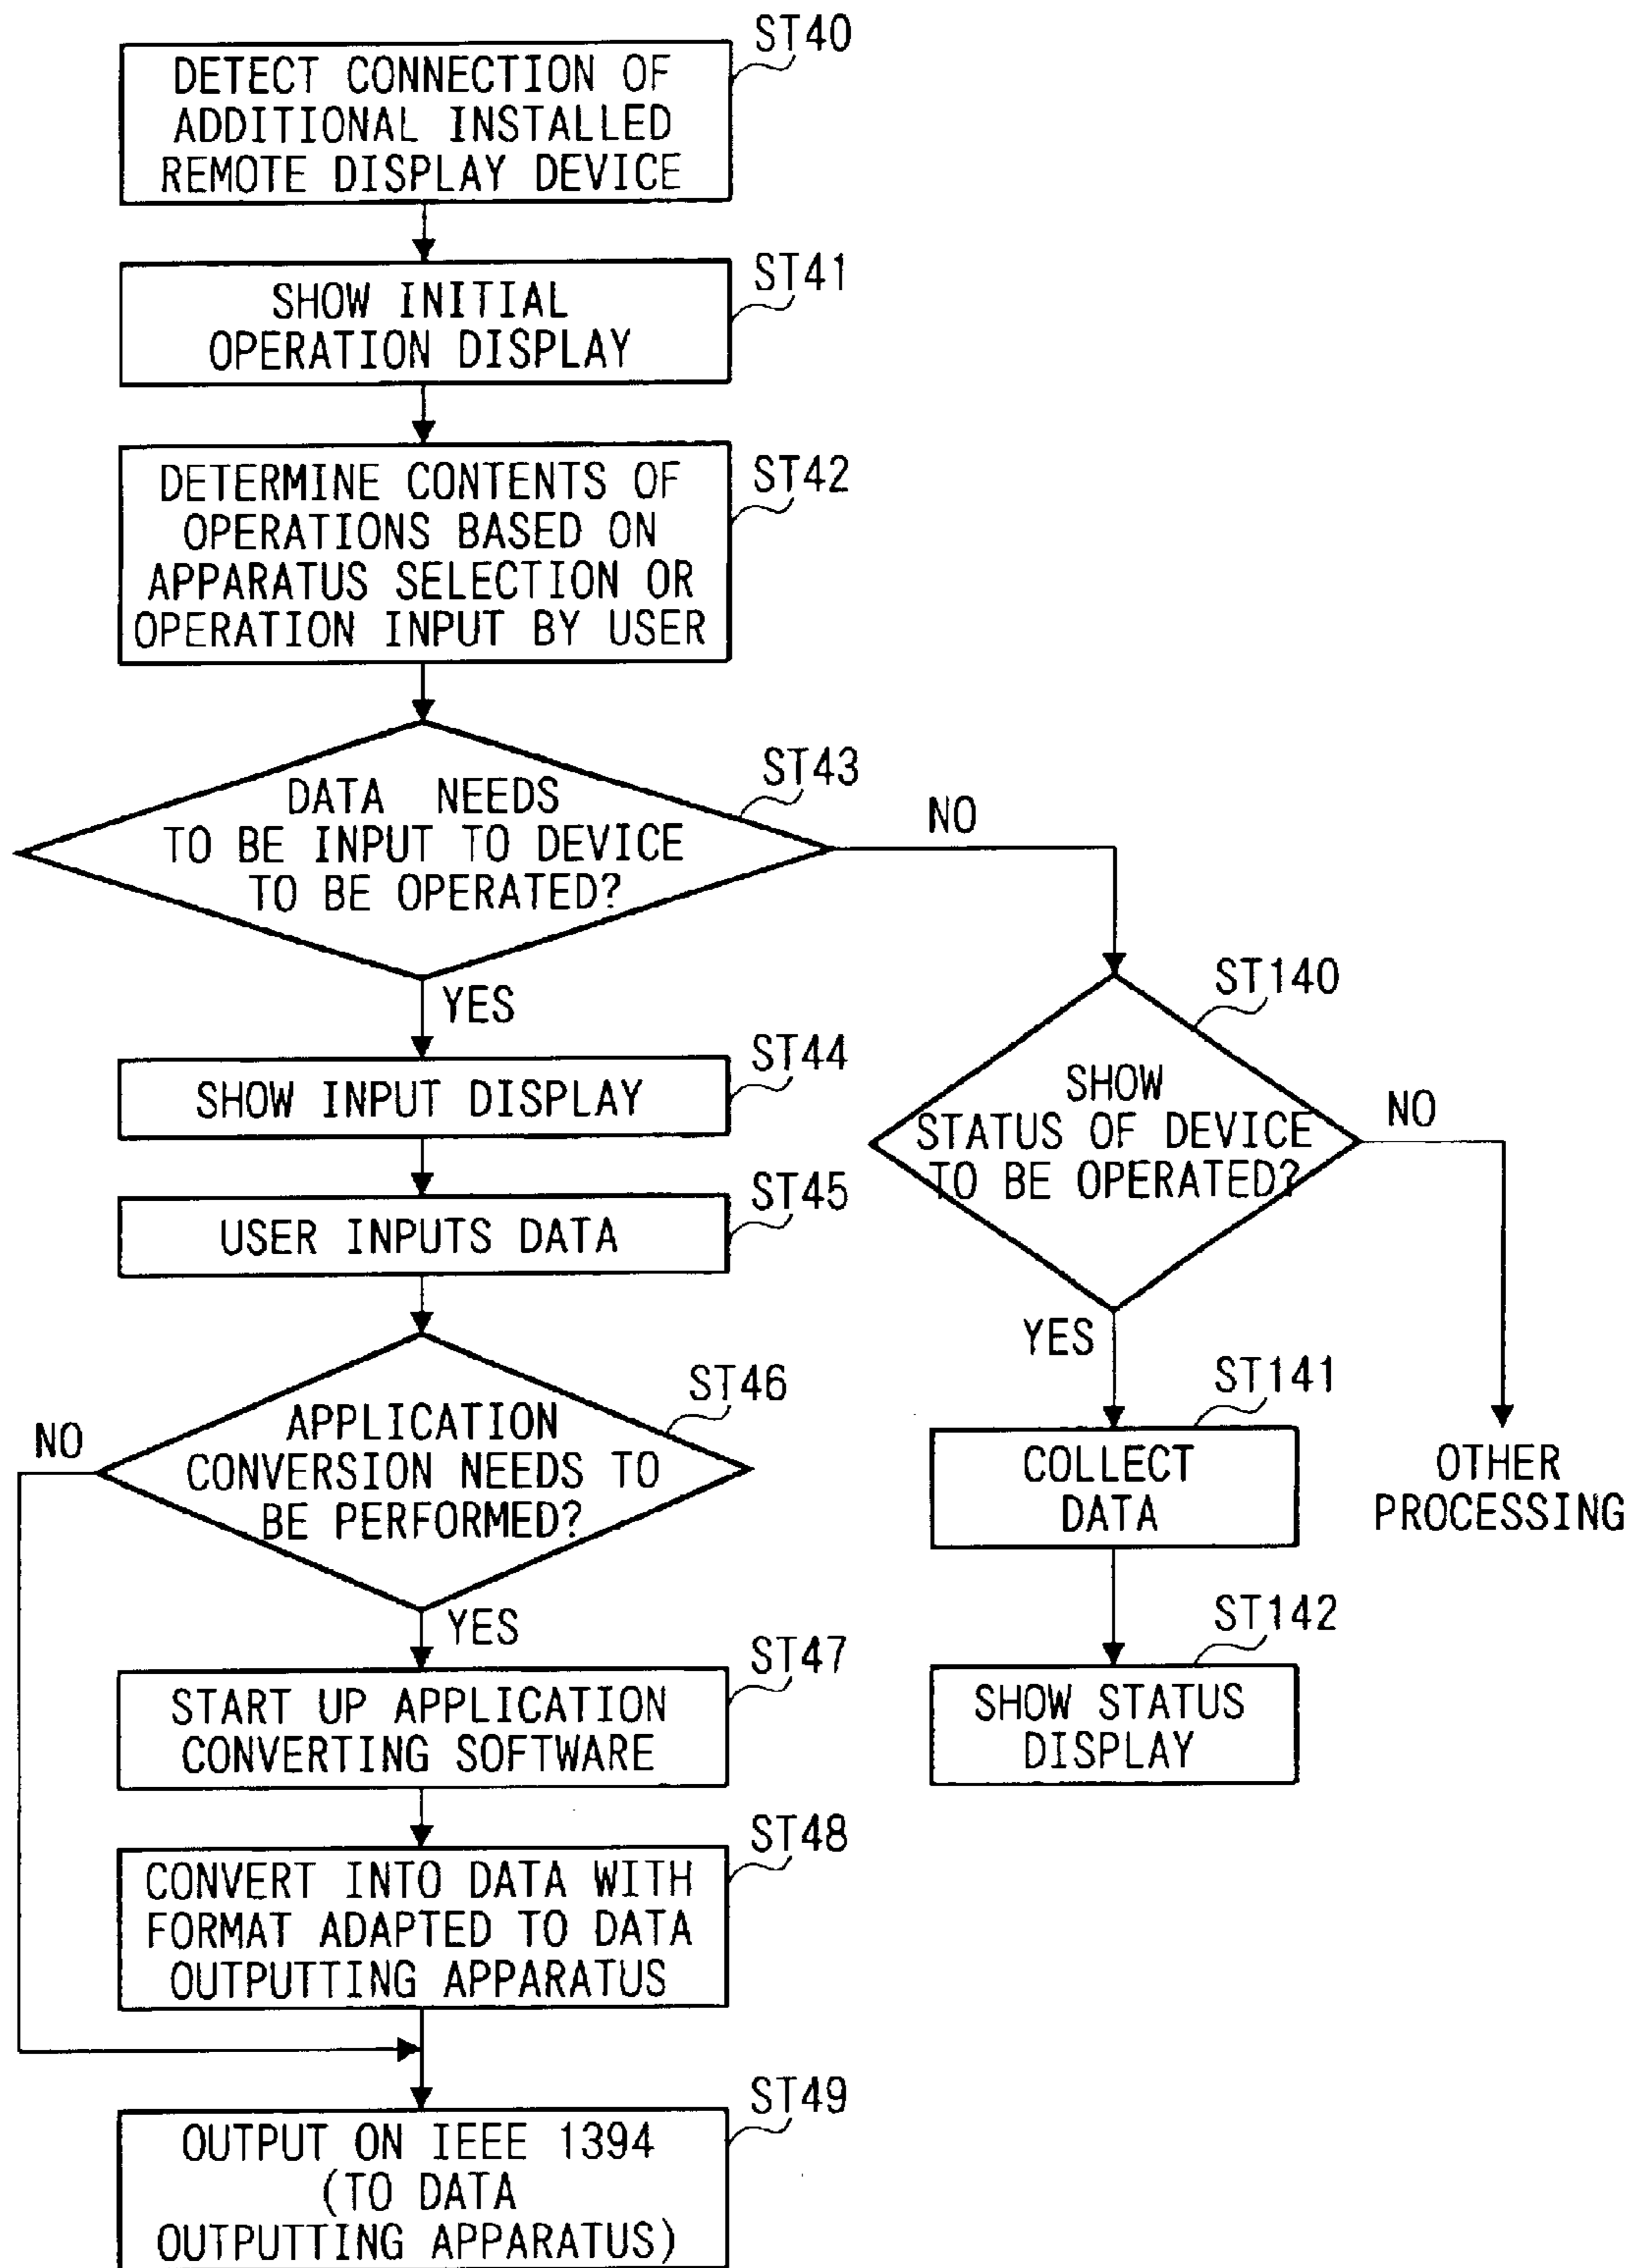 ST40
DETECT CONNECTION OF
ADDITIONAL INSTALLED
REMOTE DISPLAY DEVICE
ST41
SHOW INITIAL
OPERATION DISPLAY
ST42
DETERMINE CONTENTS OF
OPERATIONS BASED ON
APPARATUS SELECTION OR
OPERATION INPUT BY USER
ST43
DATA NEEDS
TO BE INPUT TO DEVICE
TO BE OPERATED?
NO
YES
ST44
SHOW INPUT DISPLAY
ST45
USER INPUTS DATA
ST46
APPLICATION
CONVERSION NEEDS TO
BE PERFORMED?
NO
YES
ST47
START UP APPLICATION
CONVERTING SOFTWARE
ST48
CONVERT INTO DATA WITH
FORMAT ADAPTED TO DATA
OUTPUTTING APPARATUS
ST49
OUTPUT ON IEEE 1394
(TO DATA
OUTPUTTING APPARATUS)
ST140
SHOW
STATUS OF DEVICE
TO BE OPERATED?
NO
YES
ST141
COLLECT
DATA
ST142
SHOW STATUS
DISPLAY
OTHER
PROCESSING